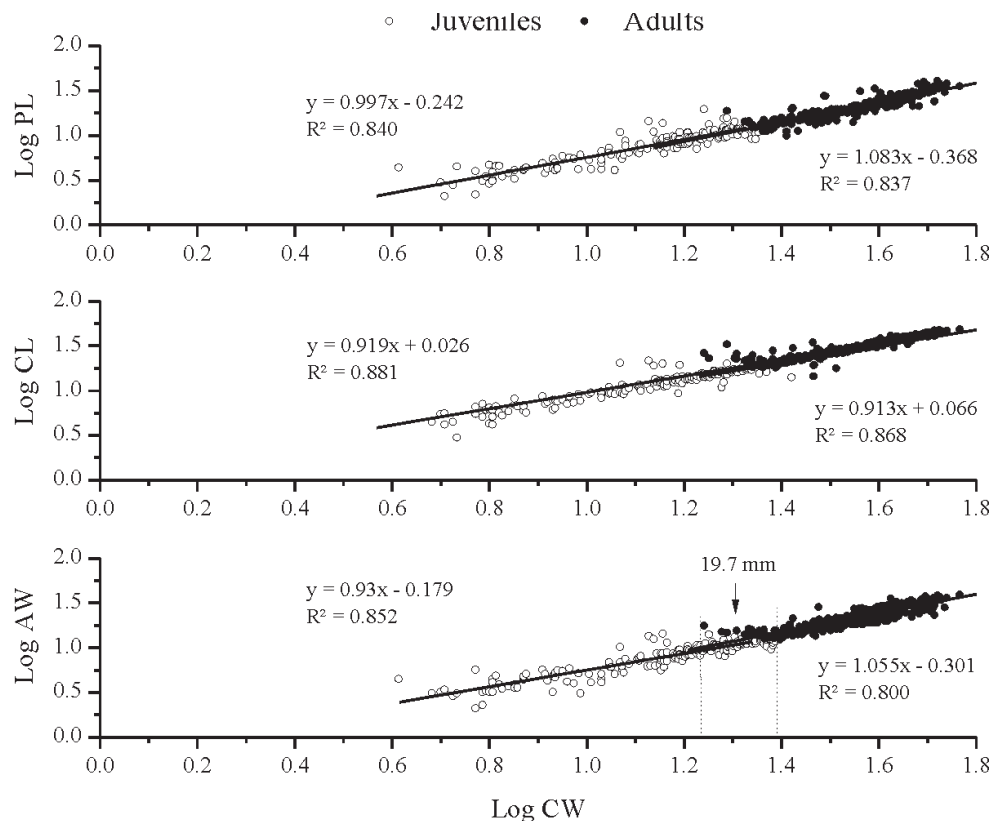 Juveniles Adults
2.0
1.5
1.0
0.5
0.0
Log PL
y = 0.997x - 0.242
R² = 0.840
y = 1.083x - 0.368
R² = 0.837
0.0 0.2 0.4 0.6 0.8 1.0 1.2 1.4 1.6 1.8
2.0
1.5
1.0
0.5
0.0
Log CL
y = 0.919x + 0.026
R² = 0.881
y = 0.913x + 0.066
R² = 0.868
0.0 0.2 0.4 0.6 0.8 1.0 1.2 1.4 1.6 1.8
2.0
1.5
1.0
0.5
0.0
Log AW
19.7 mm
y = 0.93x - 0.179
R² = 0.852
y = 1.055x - 0.301
R² = 0.800
0.0 0.2 0.4 0.6 0.8 1.0 1.2 1.4 1.6 1.8
Log CW